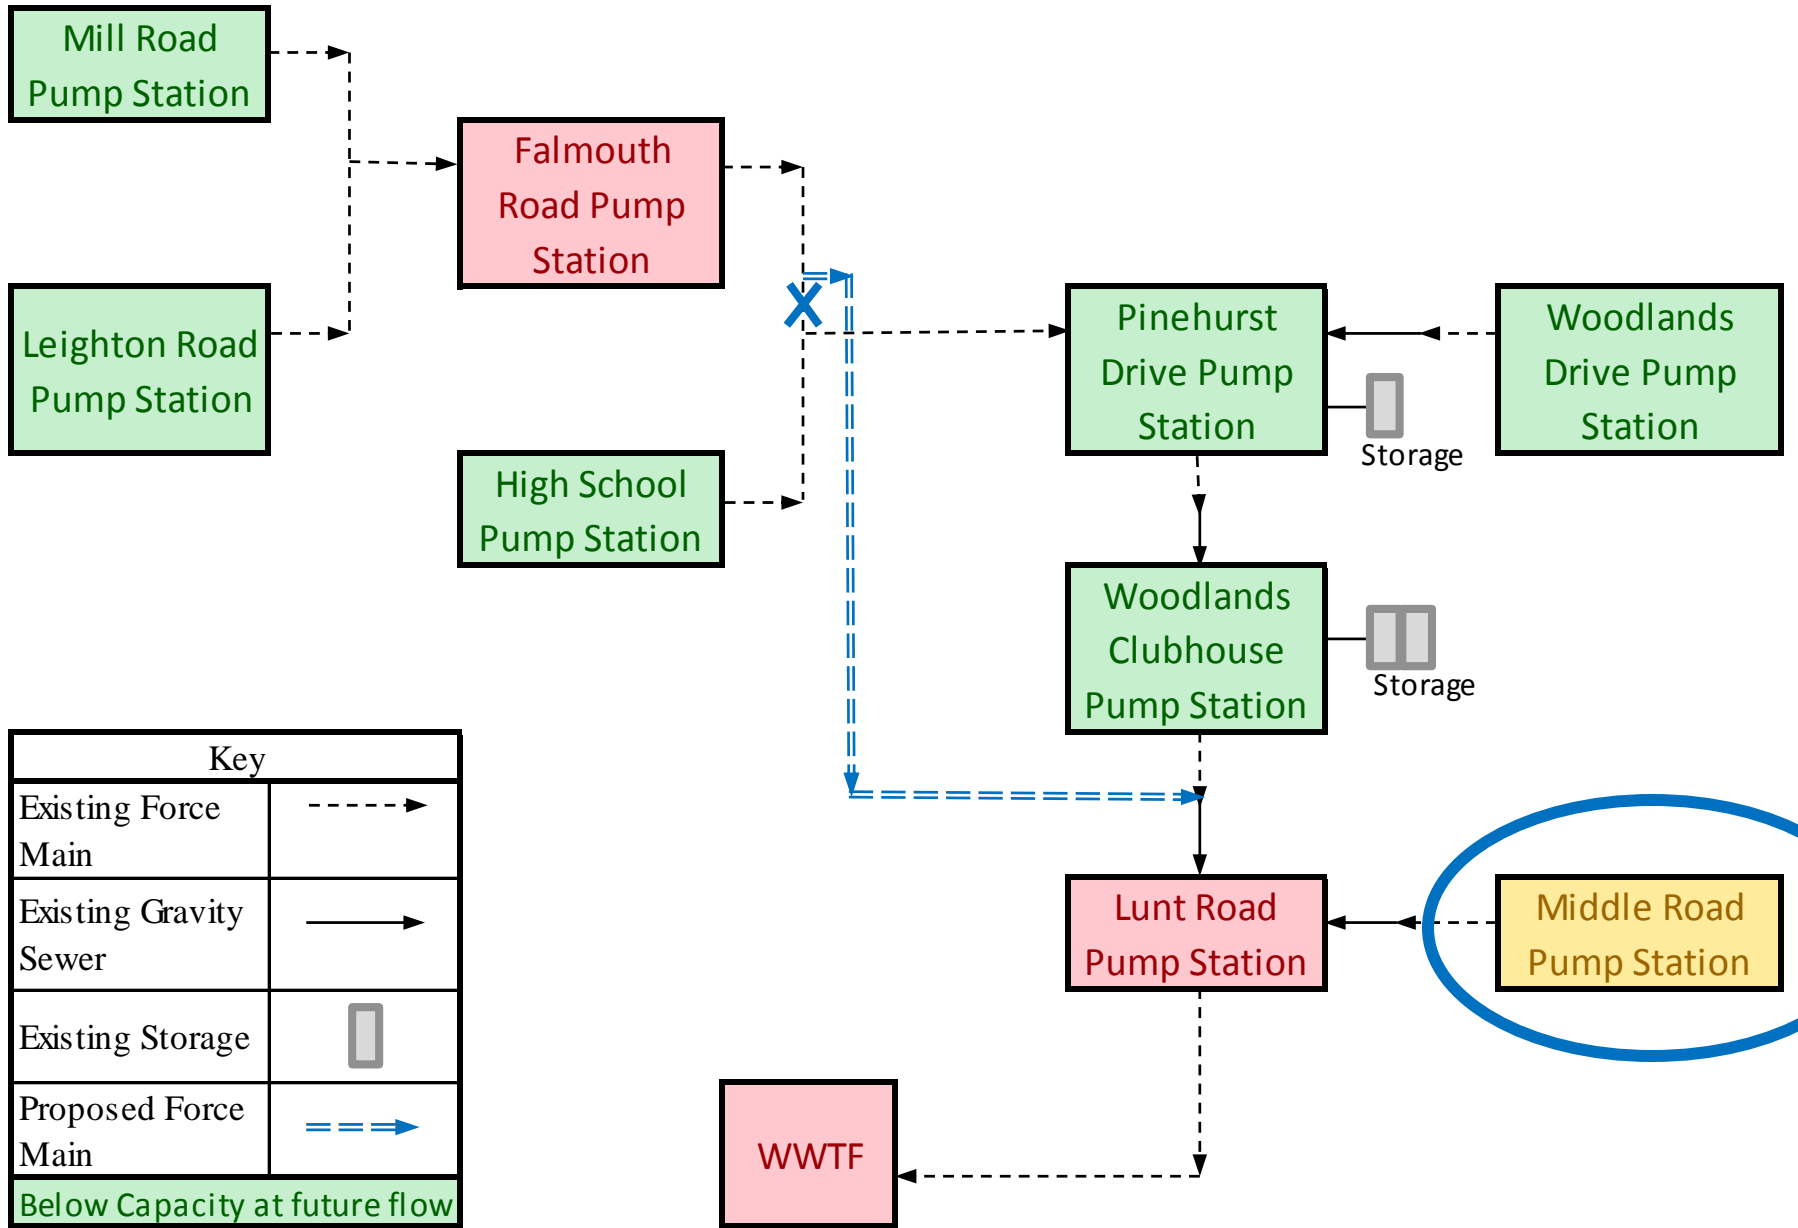 Mill Road
Pump Station
Falmouth
Road Pump
Station
Leighton Road
Pump Station
Pinehurst
Drive Pump
Station
Woodlands
Drive Pump
Station
Storage
High School
Pump Station
Woodlands
Clubhouse
Pump Station
Storage
Key
Existing Force
Main
Existing Gravity
Sewer
Existing Storage
Proposed Force
Main
Below Capacity at future flow
Lunt Road
Pump Station
Middle Road
Pump Station
WWTF